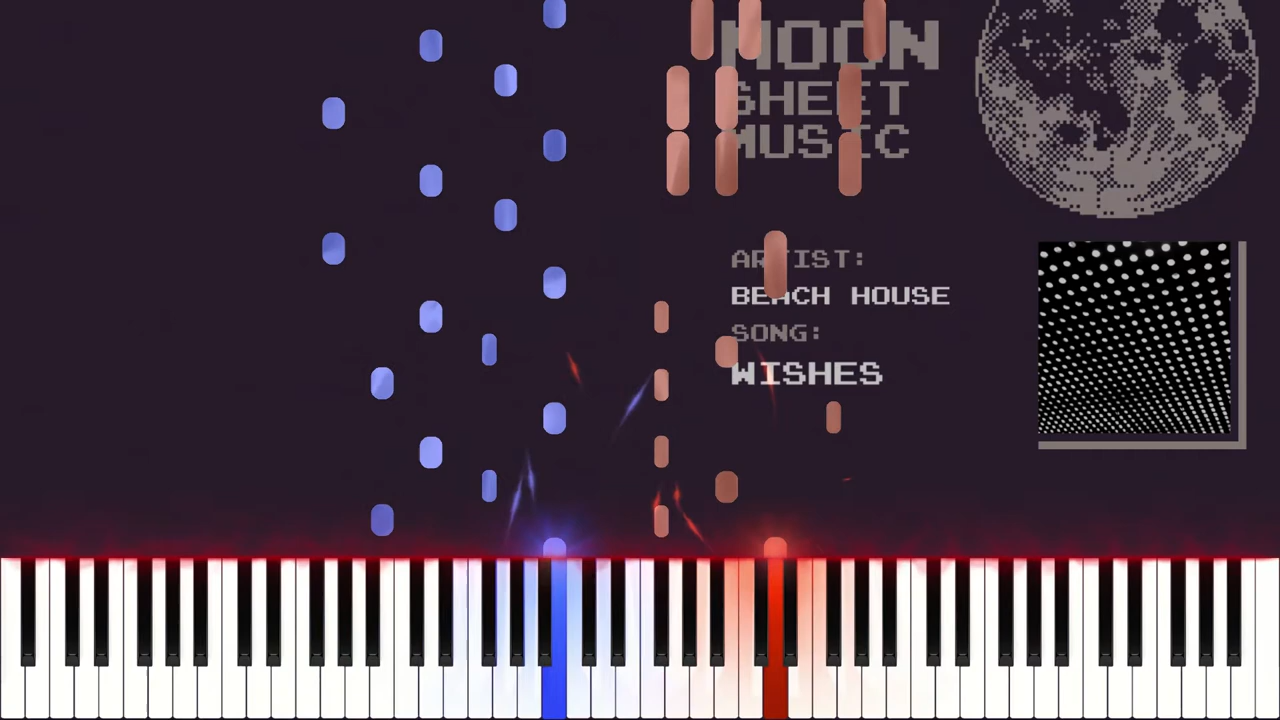 MOON
SHEET
MUSIC
ARTIST:
BEACH HOUSE
SONG:
WISHES